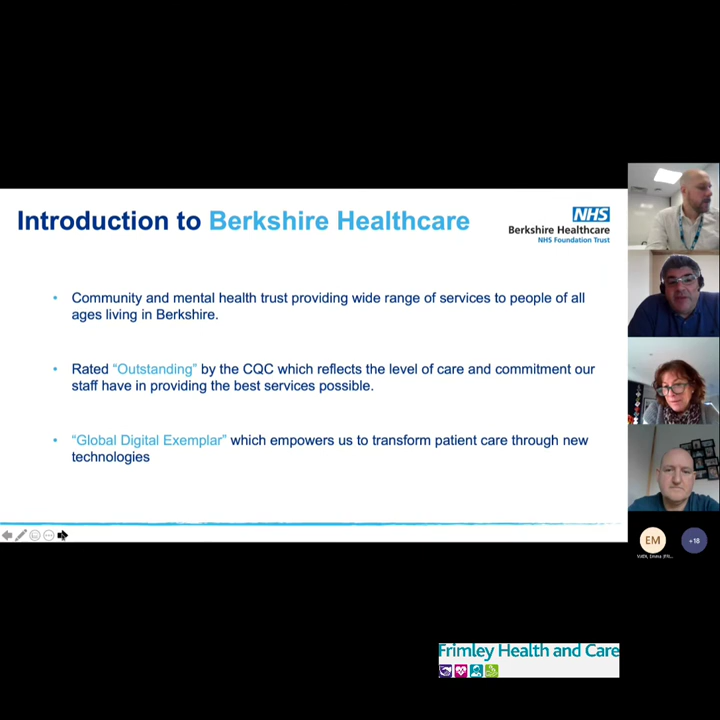 Introduction to Berkshire Healthcare
NHS
Berkshire Healthcare
NHS Foundation Trust
• Community and mental health trust providing wide range of services to people of all
ages living in Berkshire.
• Rated “Outstanding” by the CQC which reflects the level of care and commitment our
staff have in providing the best services possible.
• “Global Digital Exemplar” which empowers us to transform patient care through new
technologies
EM
+18
Frimley Health and Care